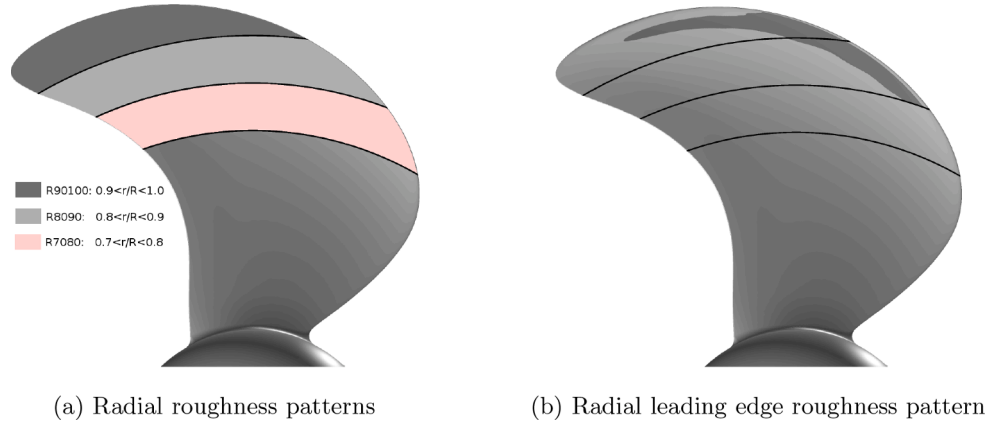 R90100: 0.9<r/R<1.0
R8090: 0.8<r/R<0.9
R7080: 0.7<r/R<0.8
(a) Radial roughness patterns
(b) Radial leading edge roughness pattern